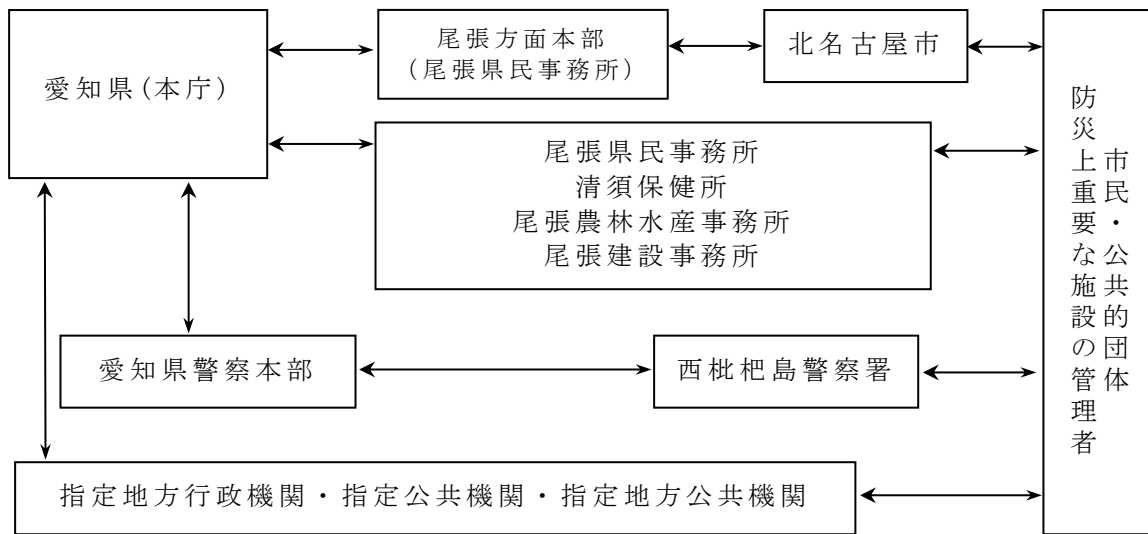 愛知県(本庁)
尾張方面本部
(尾張県民事務所)
北名古屋市
尾張県民事務所
清須保健所
尾張農林水産事務所
尾張建設事務所
愛知県警察本部
西枇杷島警察署
指定地方行政機関・指定公共機関・指定地方公共機関
市民・公共的団体
防災上重要な施設の管理者